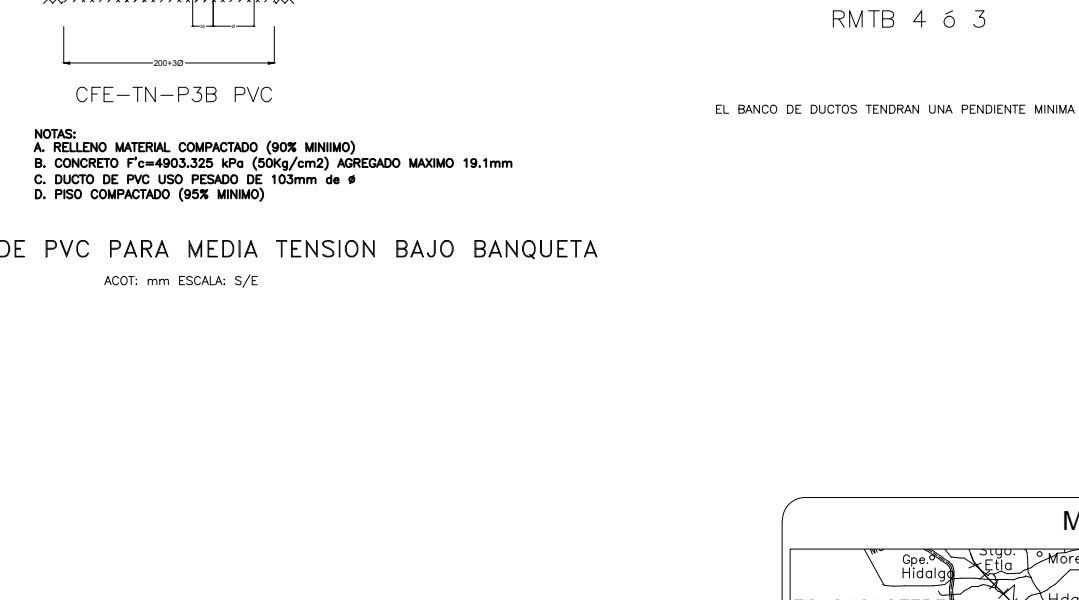 RMTB 4 ó 3
200+3Ø
CFE-TN-P3B PVC
EL BANCO DE DUCTOS TENDRAN UNA PENDIENTE MINIMA
NOTAS:
A. RELLENO MATERIAL COMPACTADO (90% MINIIMO)
B. CONCRETO F'c=4903.325 kPa (50Kg/cm2) AGREGADO MAXIMO 19.1mm
C. DUCTO DE PVC USO PESADO DE 103mm de ø
D. PISO COMPACTADO (95% MINIMO)
DE PVC PARA MEDIA TENSION BAJO BANQUETA
ACOT: mm ESCALA: S/E
M
Gpe.
Hidalgo
Stgo.
Etla
More
Hda